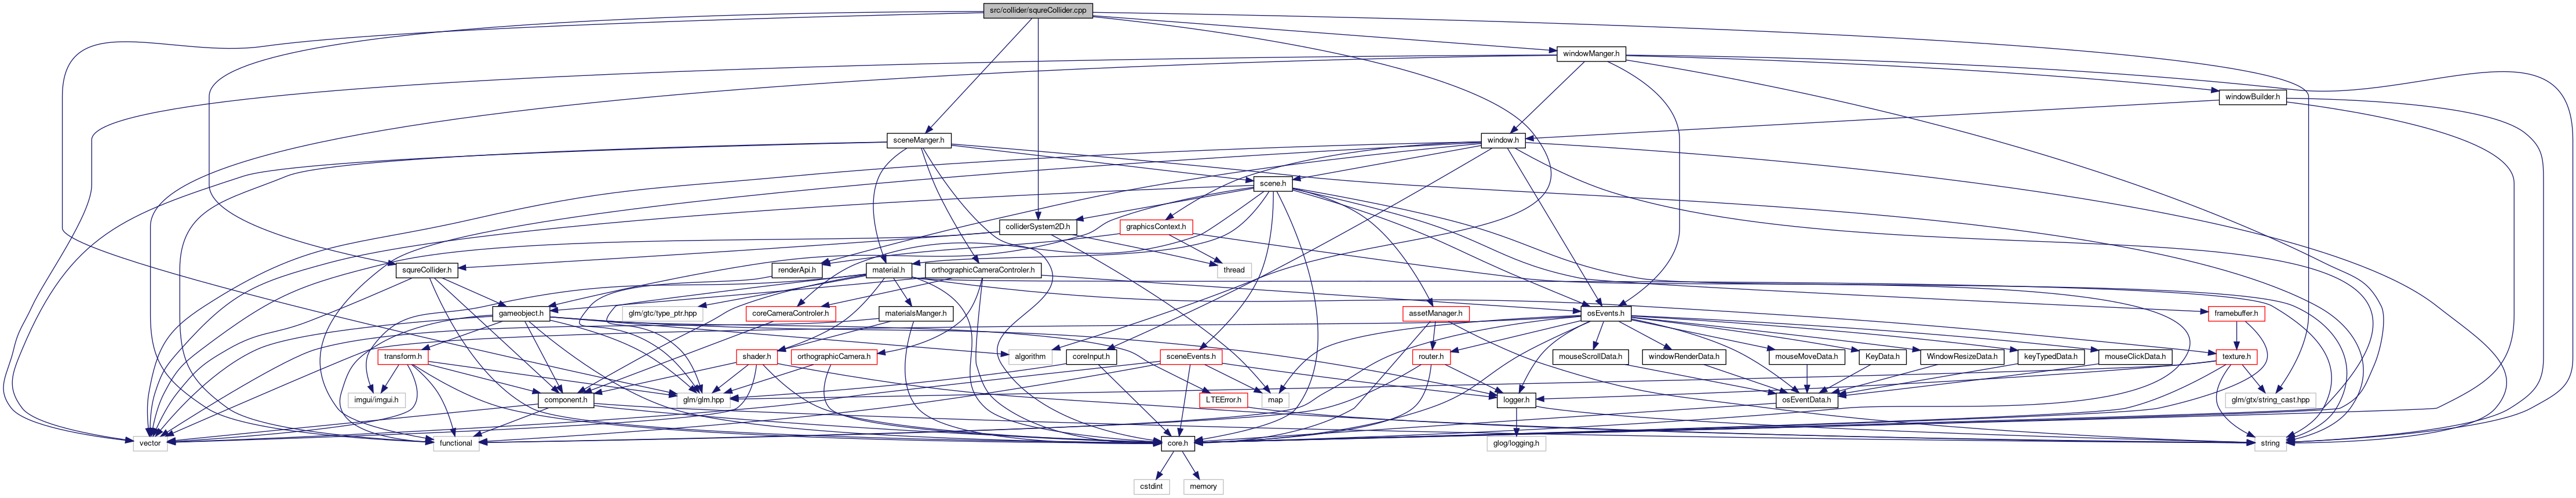 src/collider/squreCollider.cpp
windowManger.h
windowBuilder.h
sceneManger.h
window.h
scene.h
colliderSystem2D.h
graphicsContext.h
squreCollider.h
renderApi.h
material.h
orthographicCameraControler.h
thread
gameobject.h
glm/gtc/type_ptr.hpp
coreCameraControler.h
materialsManger.h
assetManager.h
osEvents.h
framebuffer.h
transform.h
shader.h
orthographicCamera.h
algorithm
coreInput.h
sceneEvents.h
router.h
mouseScrollData.h
windowRenderData.h
mouseMoveData.h
KeyData.h
WindowResizeData.h
keyTypedData.h
mouseClickData.h
texture.h
imgui/imgui.h
component.h
glm/glm.hpp
LTEError.h
map
logger.h
osEventData.h
glm/gtx/string_cast.hpp
vector
functional
core.h
glog/logging.h
string
cstdint
memory